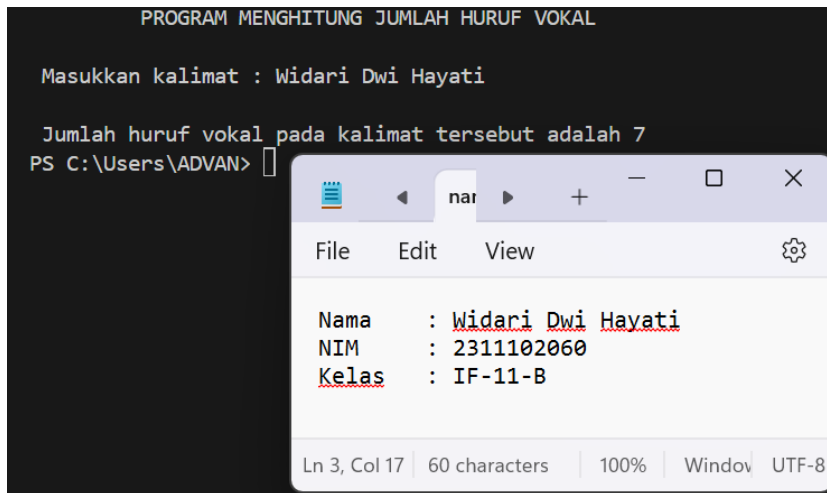 PROGRAM MENGHITUNG JUMLAH HURUF VOKAL
Masukkan kalimat : Widari Dwi Hayati
Jumlah huruf vokal pada kalimat tersebut adalah 7
PS C:\Users\ADVAN>
File Edit View
Nama : Widari Dwi Hayati
NIM : 2311102060
Kelas : IF-11-B
Ln 3, Col 17 60 characters 100% Window UTF-8